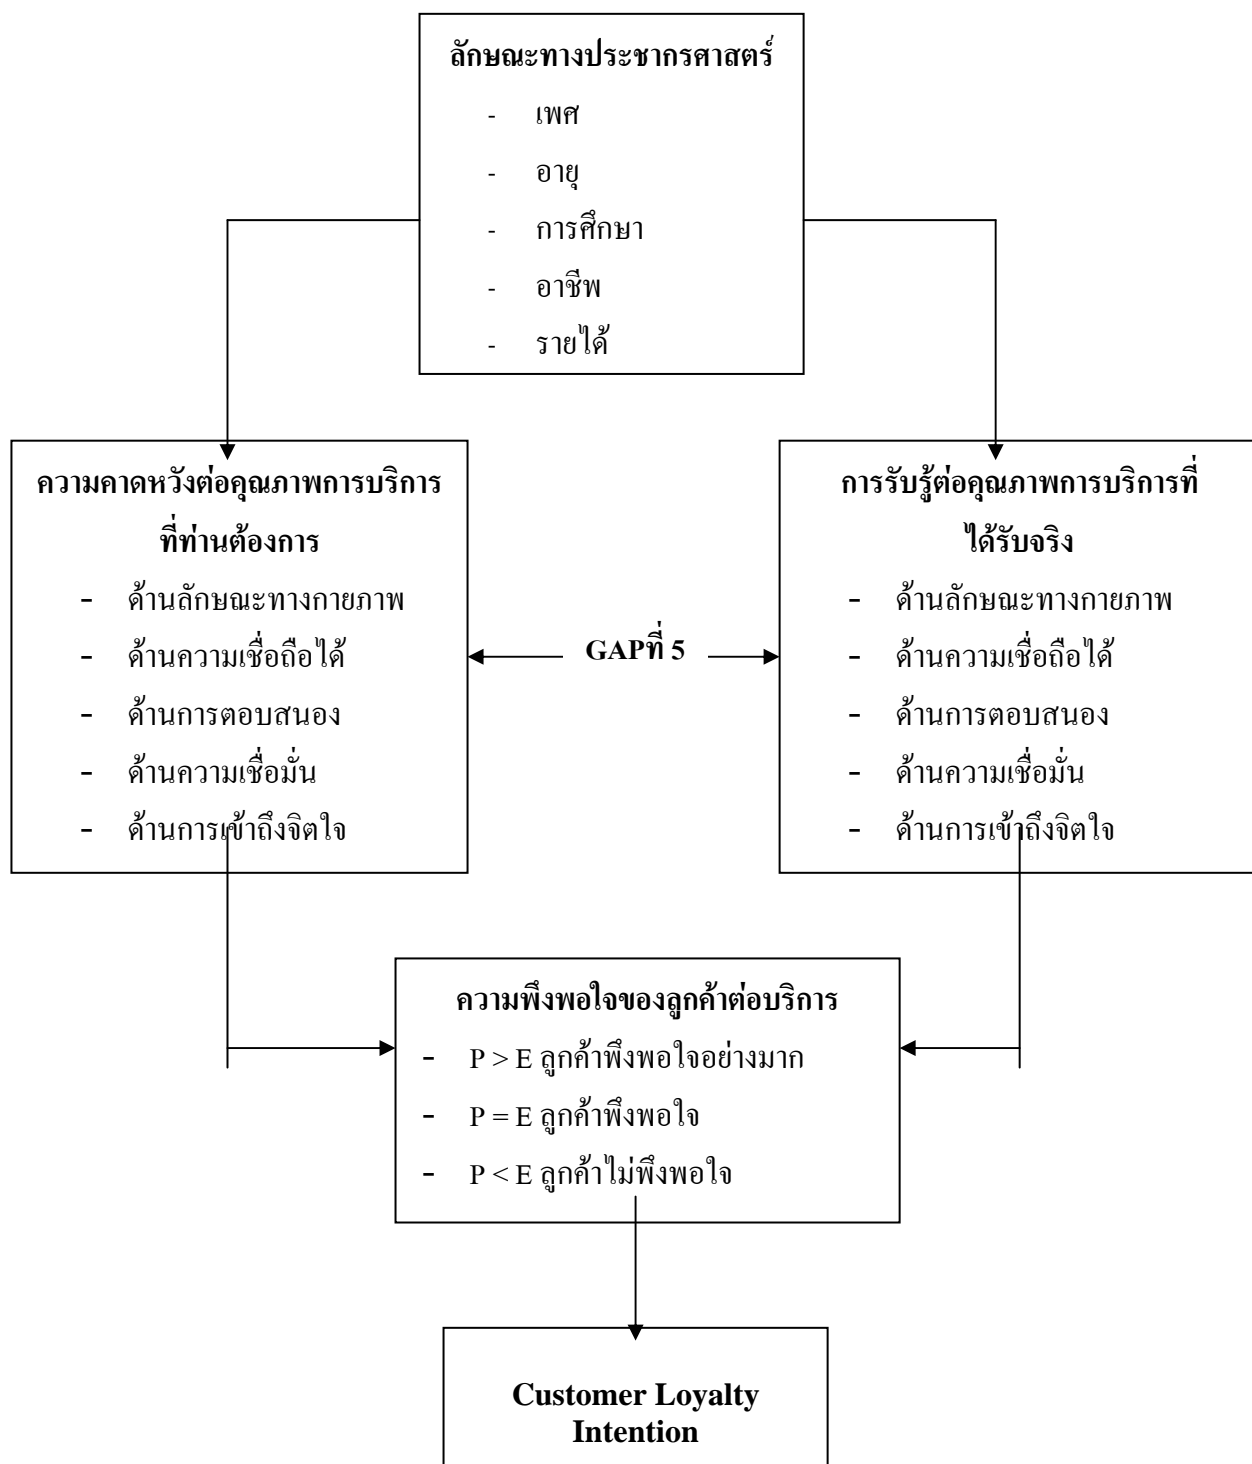 ลักษณะทางประชากรศาสตร์
- เพศ
- อายุ
- การศึกษา
- อาชีพ
- รายได้
ความคาดหวังต่อคุณภาพการบริการ
ที่ท่านต้องการ
- ด้านลักษณะทางกายภาพ
- ด้านความเชื่อถือได้
- ด้านการตอบสนอง
- ด้านความเชื่อมั่น
- ด้านการเข้าถึงจิตใจ
GAPที่ 5
การรับรู้ต่อคุณภาพการบริการที่
ได้รับจริง
- ด้านลักษณะทางกายภาพ
- ด้านความเชื่อถือได้
- ด้านการตอบสนอง
- ด้านความเชื่อมั่น
- ด้านการเข้าถึงจิตใจ
ความพึงพอใจของลูกค้าต่อบริการ
- P > E ลูกค้าพึงพอใจอย่างมาก
- P = E ลูกค้าพึงพอใจ
- P < E ลูกค้าไม่พึงพอใจ
Customer Loyalty
Intention